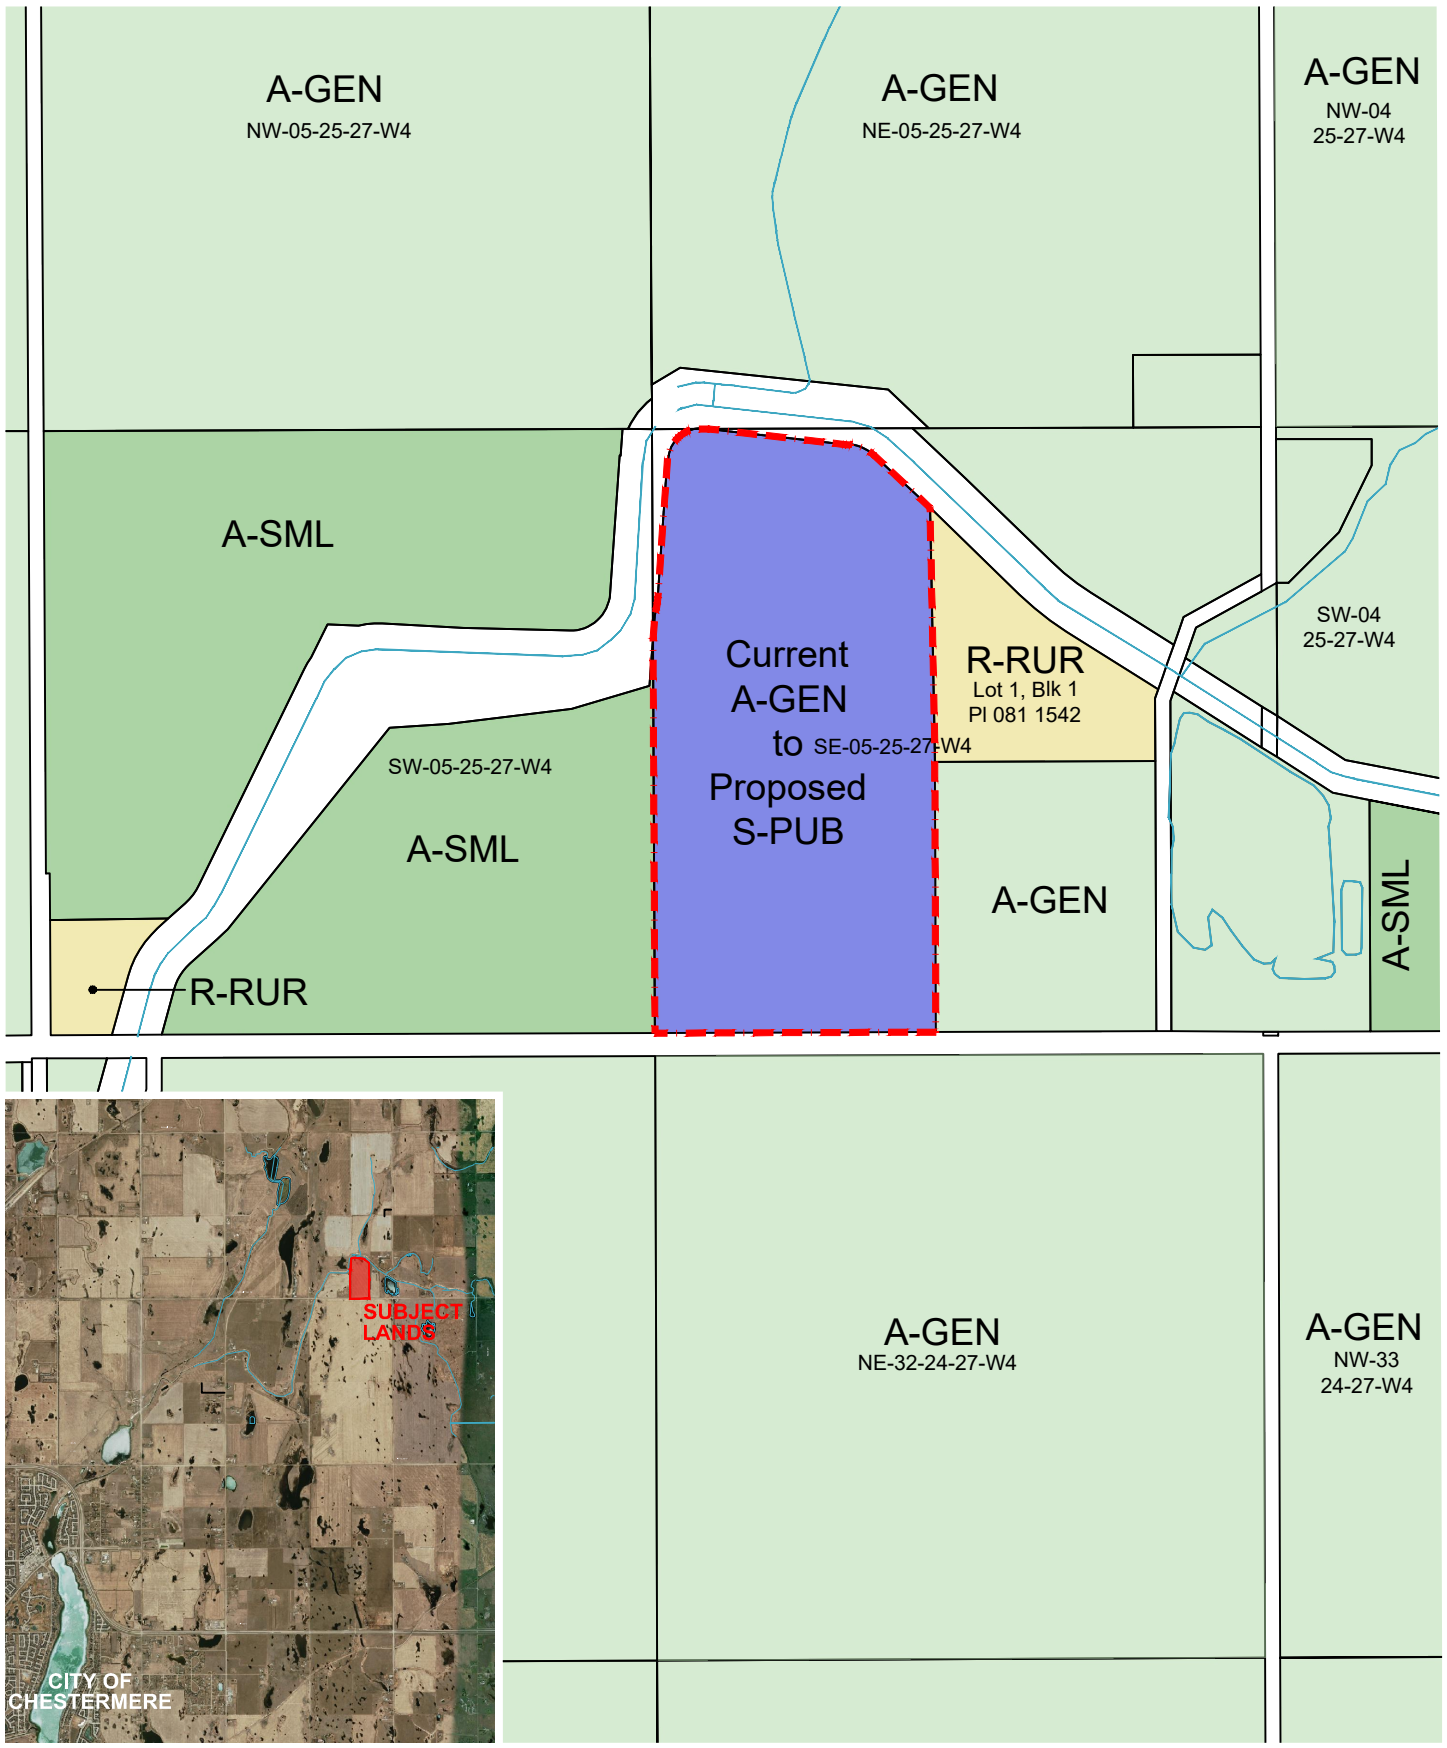 A-GEN
NW-05-25-27-W4
A-GEN
NE-05-25-27-W4
A-GEN
NW-04
25-27-W4
A-SML
SW-04
25-27-W4
Current
A-GEN
to SE-05-25-27-W4
Proposed
S-PUB
R-RUR
Lot 1, Blk 1
Pl 081 1542
SW-05-25-27-W4
A-SML
A-GEN
A-SML
R-RUR
SUBJECT
LANDS
CITY OF
CHESTERMERE
A-GEN
NE-32-24-27-W4
A-GEN
NW-33
24-27-W4